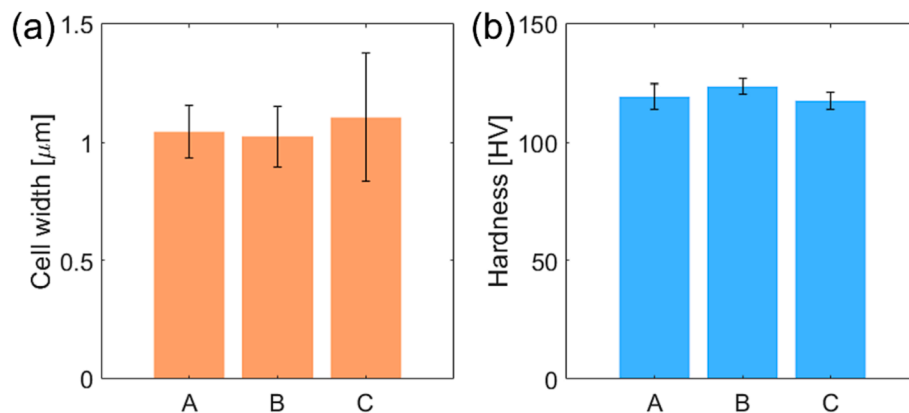 (a)
Cell width [μm]
1.5
1
0.5
0
A B C
(b)
Hardness [HV]
150
100
50
0
A B C